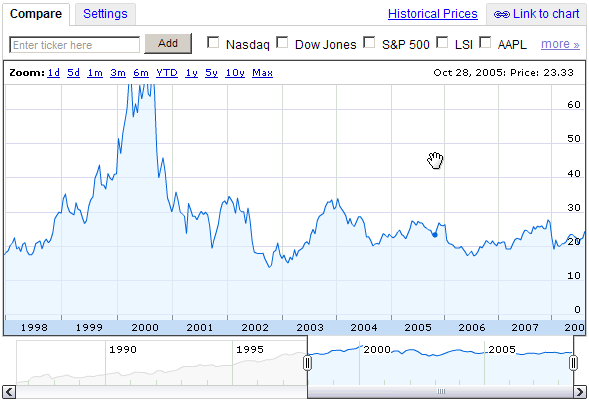 Compare Settings Historical Prices Link to chart
Enter ticker here Add Nasdaq Dow Jones S&P 500 LSI AAPL more »
Zoom: 1d 5d 1m 3m 6m YTD 1y 5y 10y Max Oct 28, 2005: Price: 23.33
60
50
40
30
20
10
0
1998 1999 2000 2001 2002 2003 2004 2005 2006 2007 200
1990 1995 2000 2005